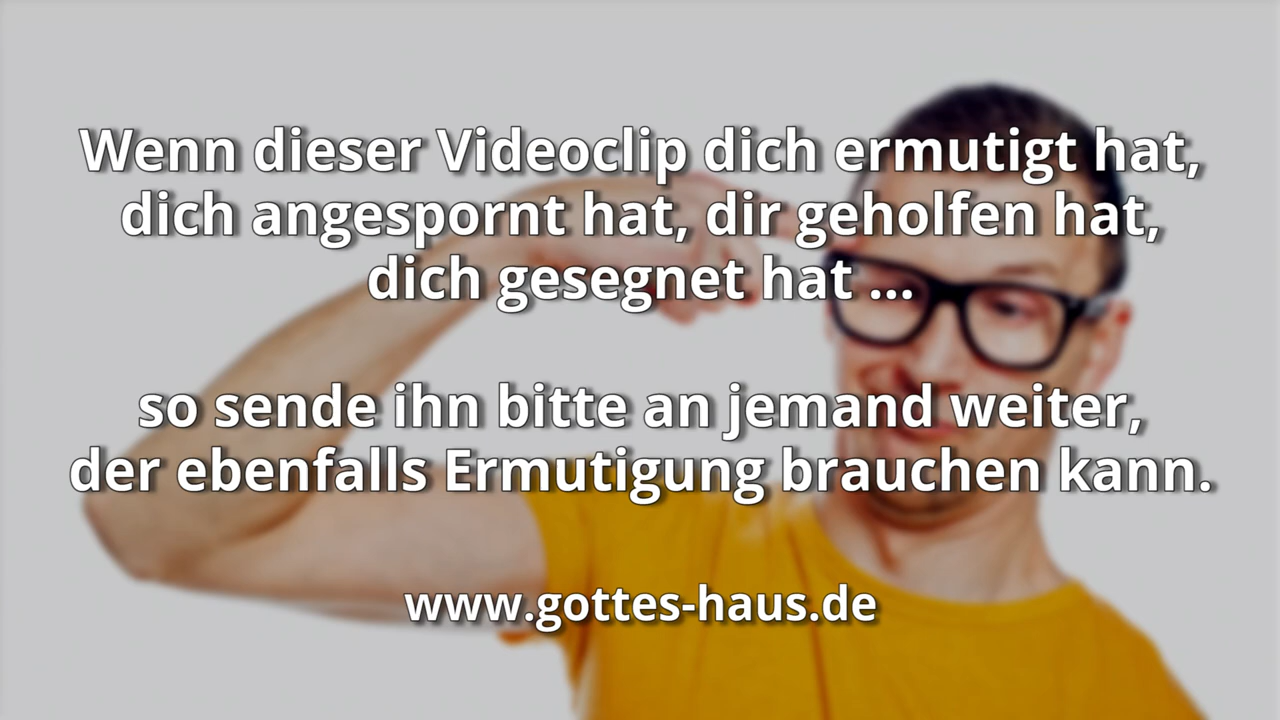 Wenn dieser Videoclip dich ermutigt hat,
dich angespornt hat, dir geholfen hat,
dich gesegnet hat ...
so sende ihn bitte an jemand weiter,
der ebenfalls Ermutigung brauchen kann.
www.gottes-haus.de